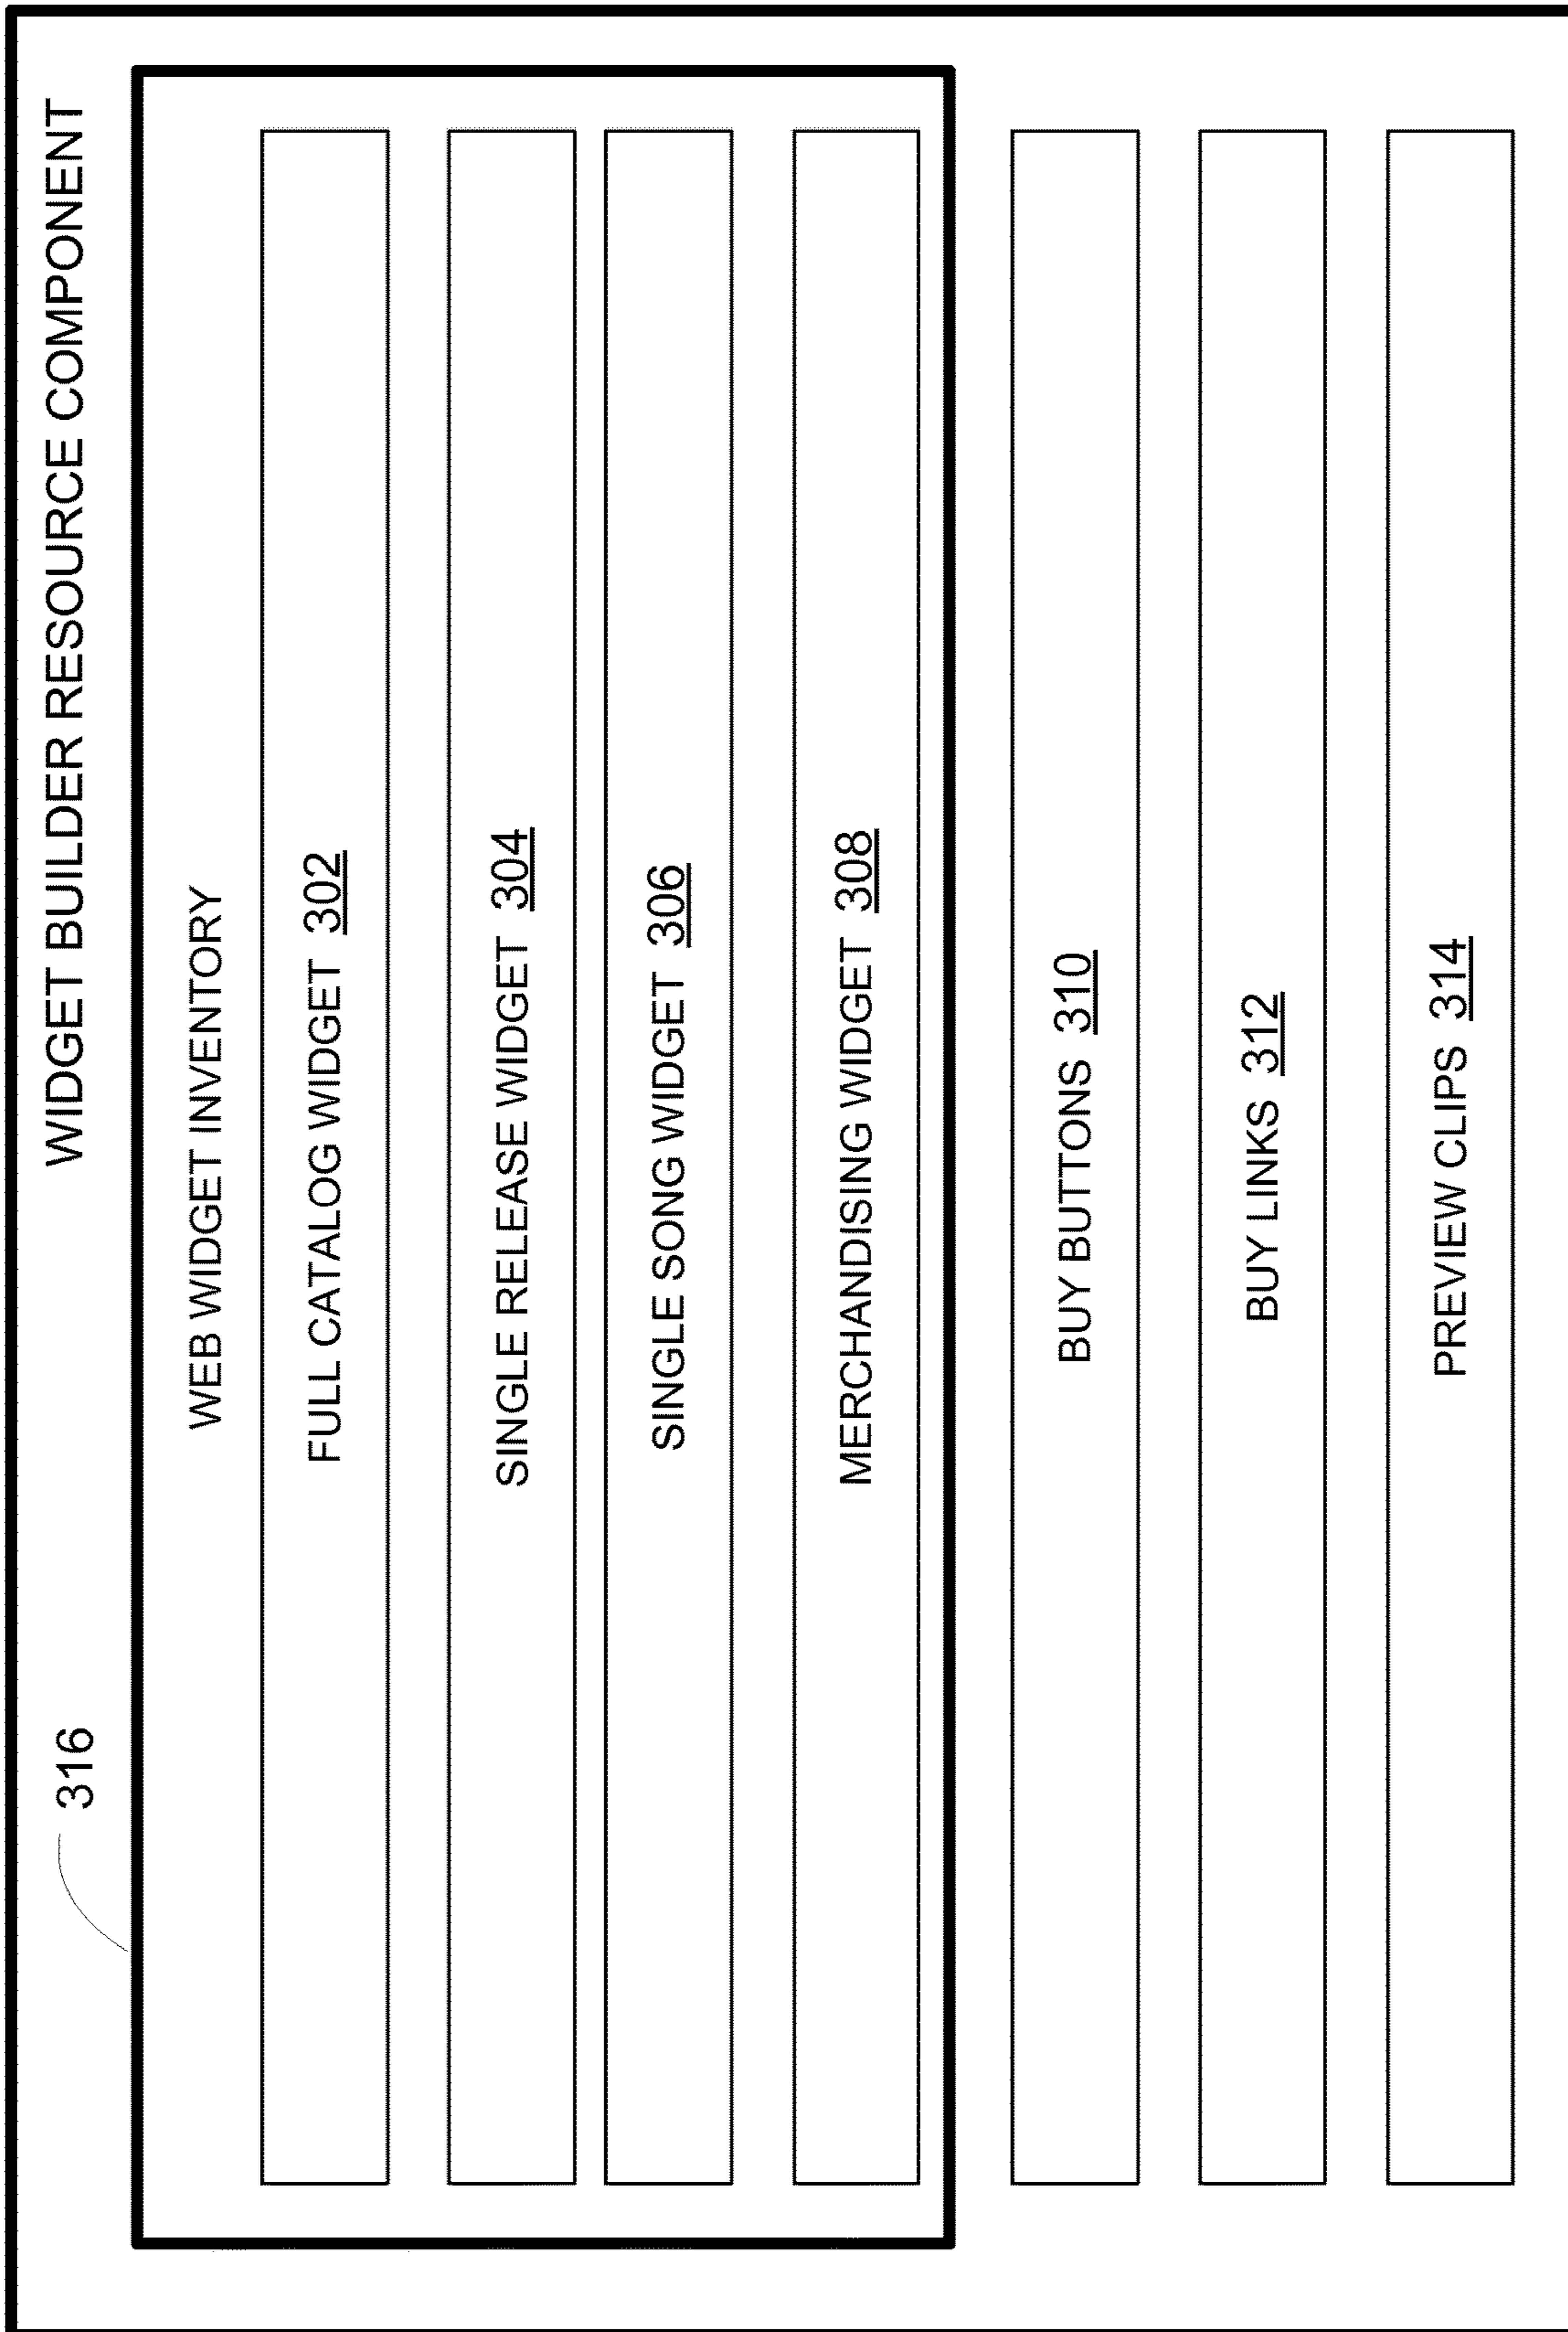 WIDGET BUILDER RESOURCE COMPONENT
316
WEB WIDGET INVENTORY
FULL CATALOG WIDGET 302
SINGLE RELEASE WIDGET 304
SINGLE SONG WIDGET 306
MERCHANDISING WIDGET 308
BUY BUTTONS 310
BUY LINKS 312
PREVIEW CLIPS 314